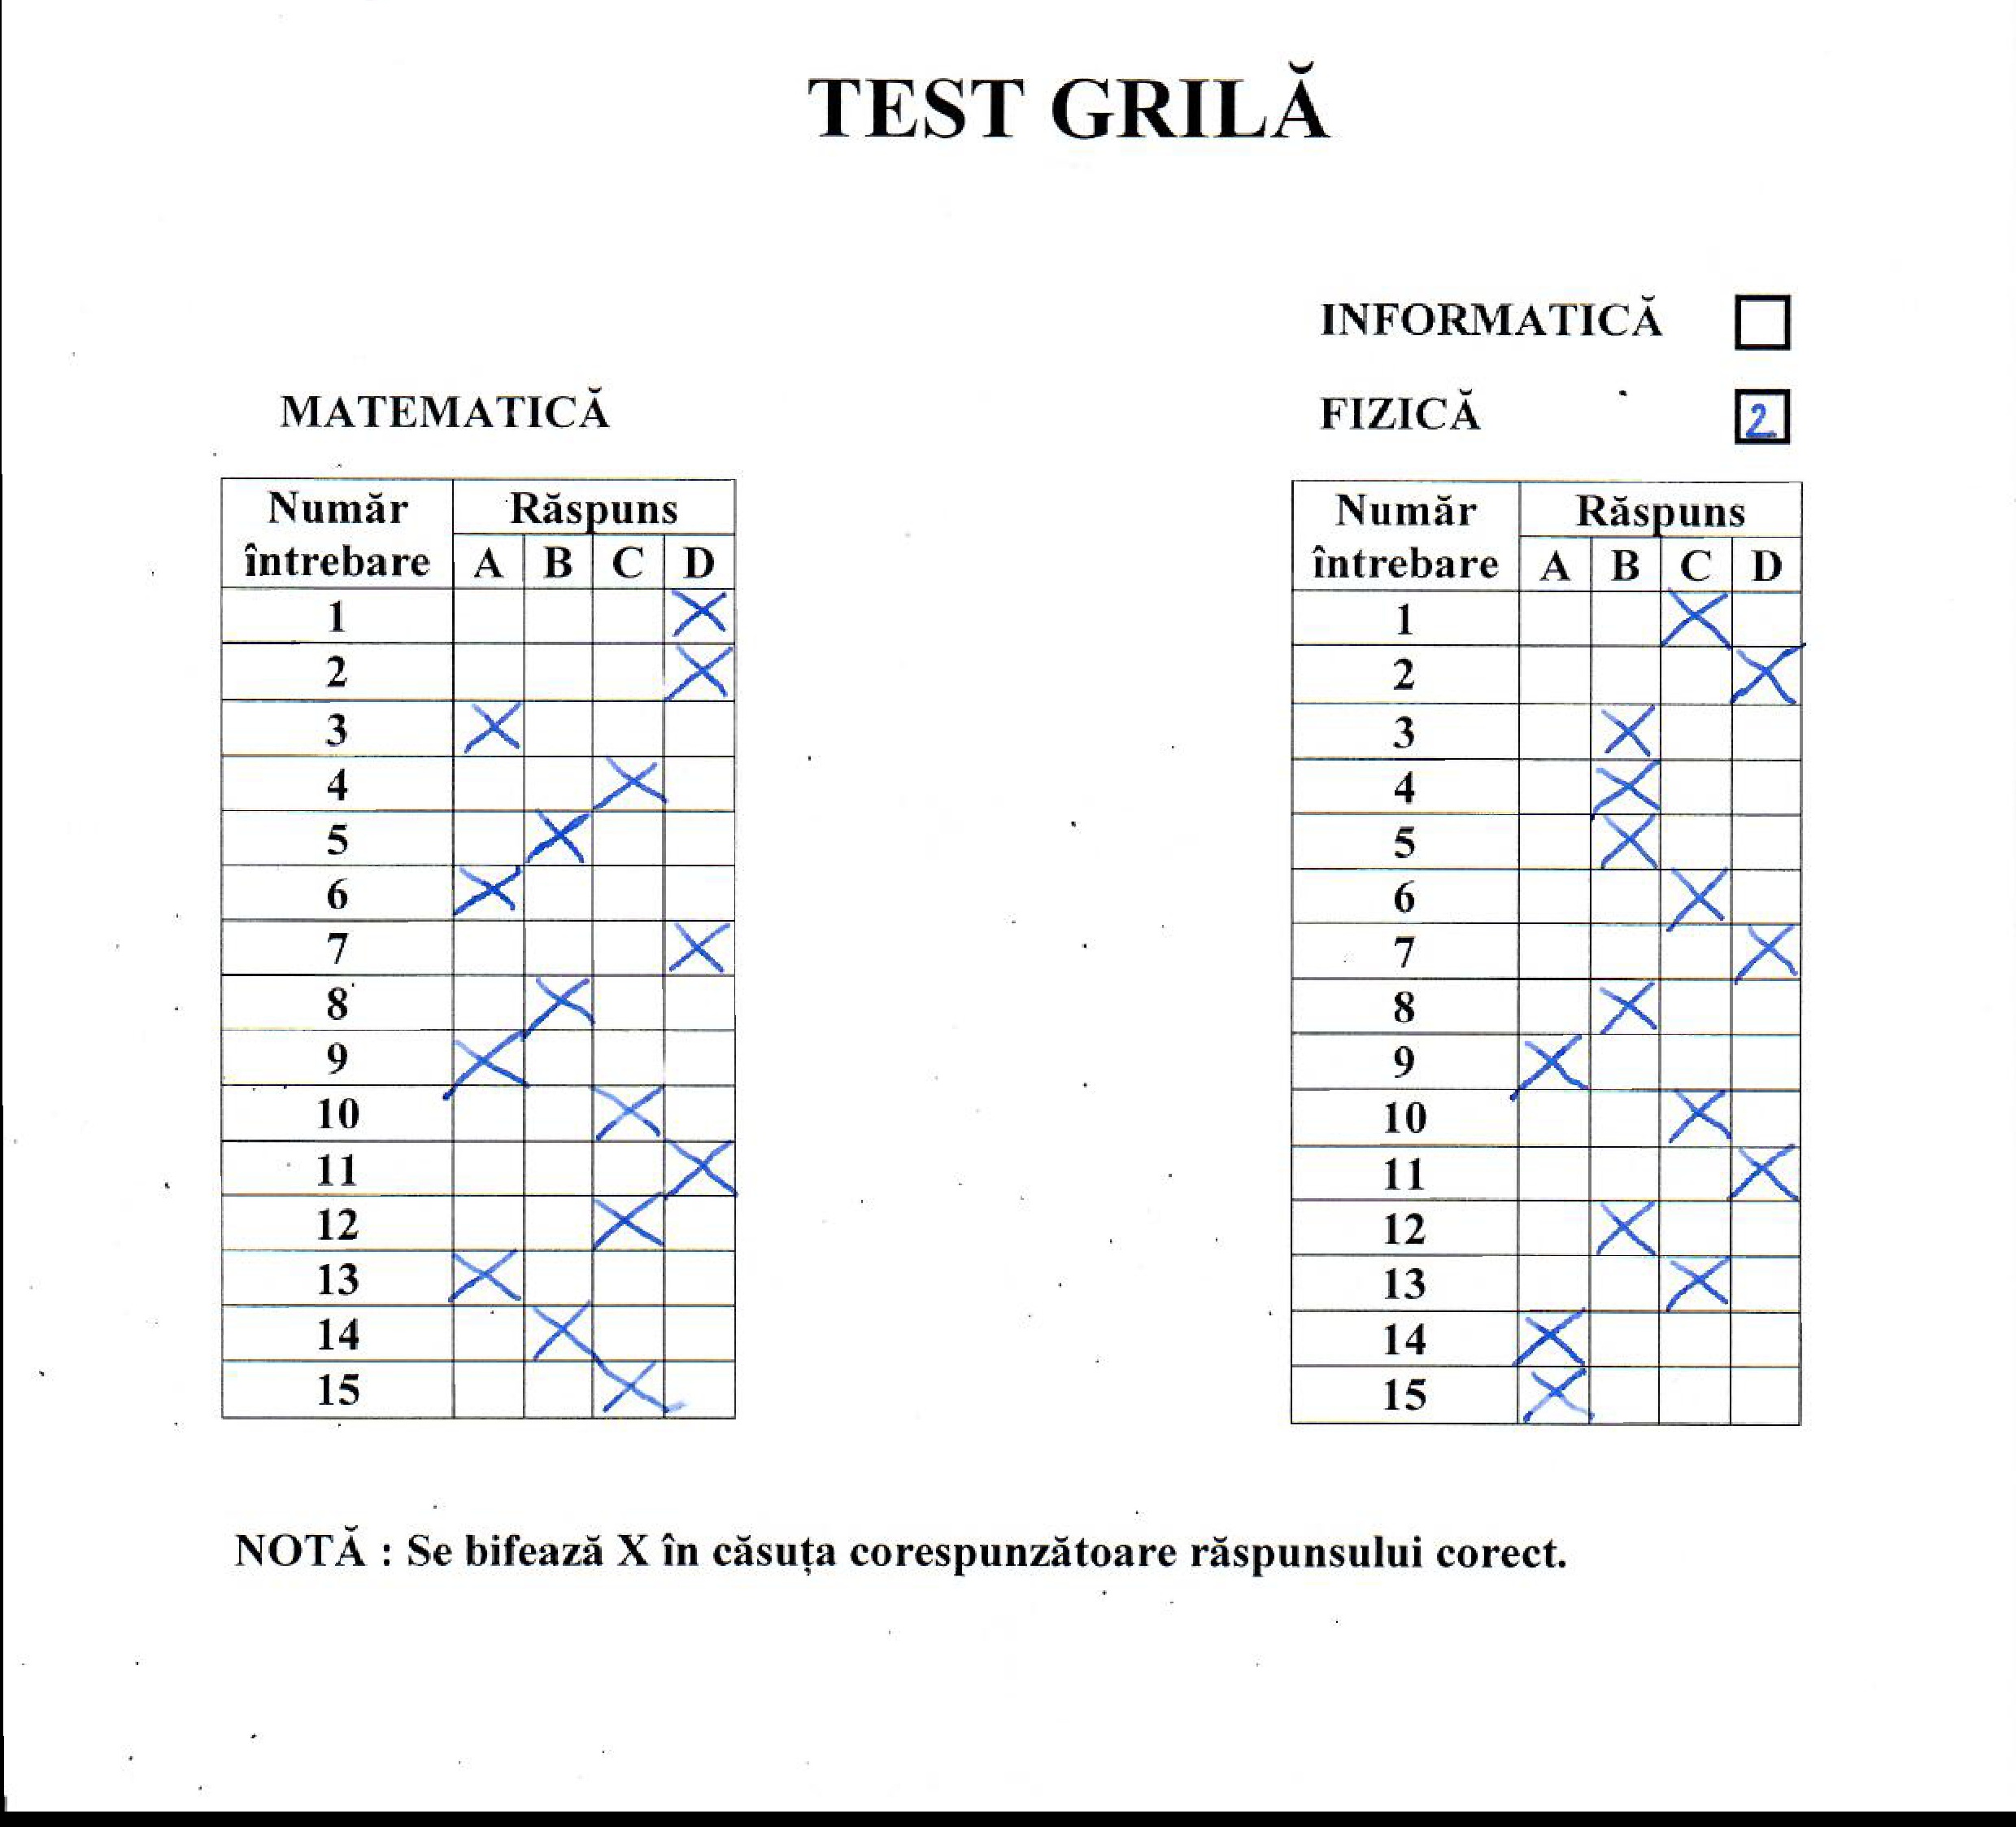 TEST GRILĂ
INFORMATICĂ
MATEMATICĂ
FIZICĂ 2
Număr întrebare Răspuns
A B C D
1 X
2 X
3 X
4 X
5 X
6 X
7 X
8 X
9 X
10 X
11 X
12 X
13 X
14 X
15 X
Număr întrebare Răspuns
A B C D
1 X
2 X
3 X
4 X
5 X
6 X
7 X
8 X
9 X
10 X
11 X
12 X
13 X
14 X
15 X
NOTĂ : Se bifează X în căsuța corespunzătoare răspunsului corect.